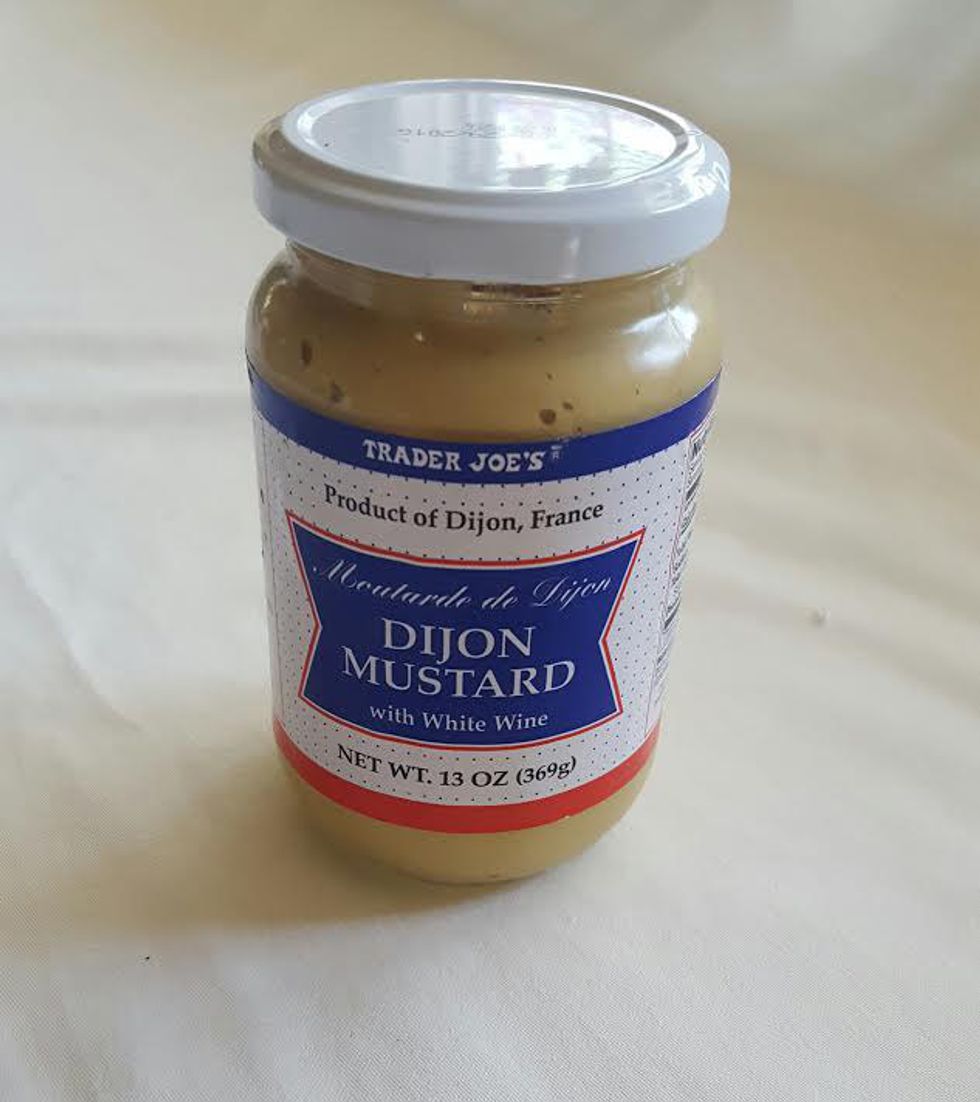 TRADER JOE'S
Product of Dijon, France
Moutarde de Dijon
DIJON
MUSTARD
with White Wine
NET WT. 13 OZ (369g)